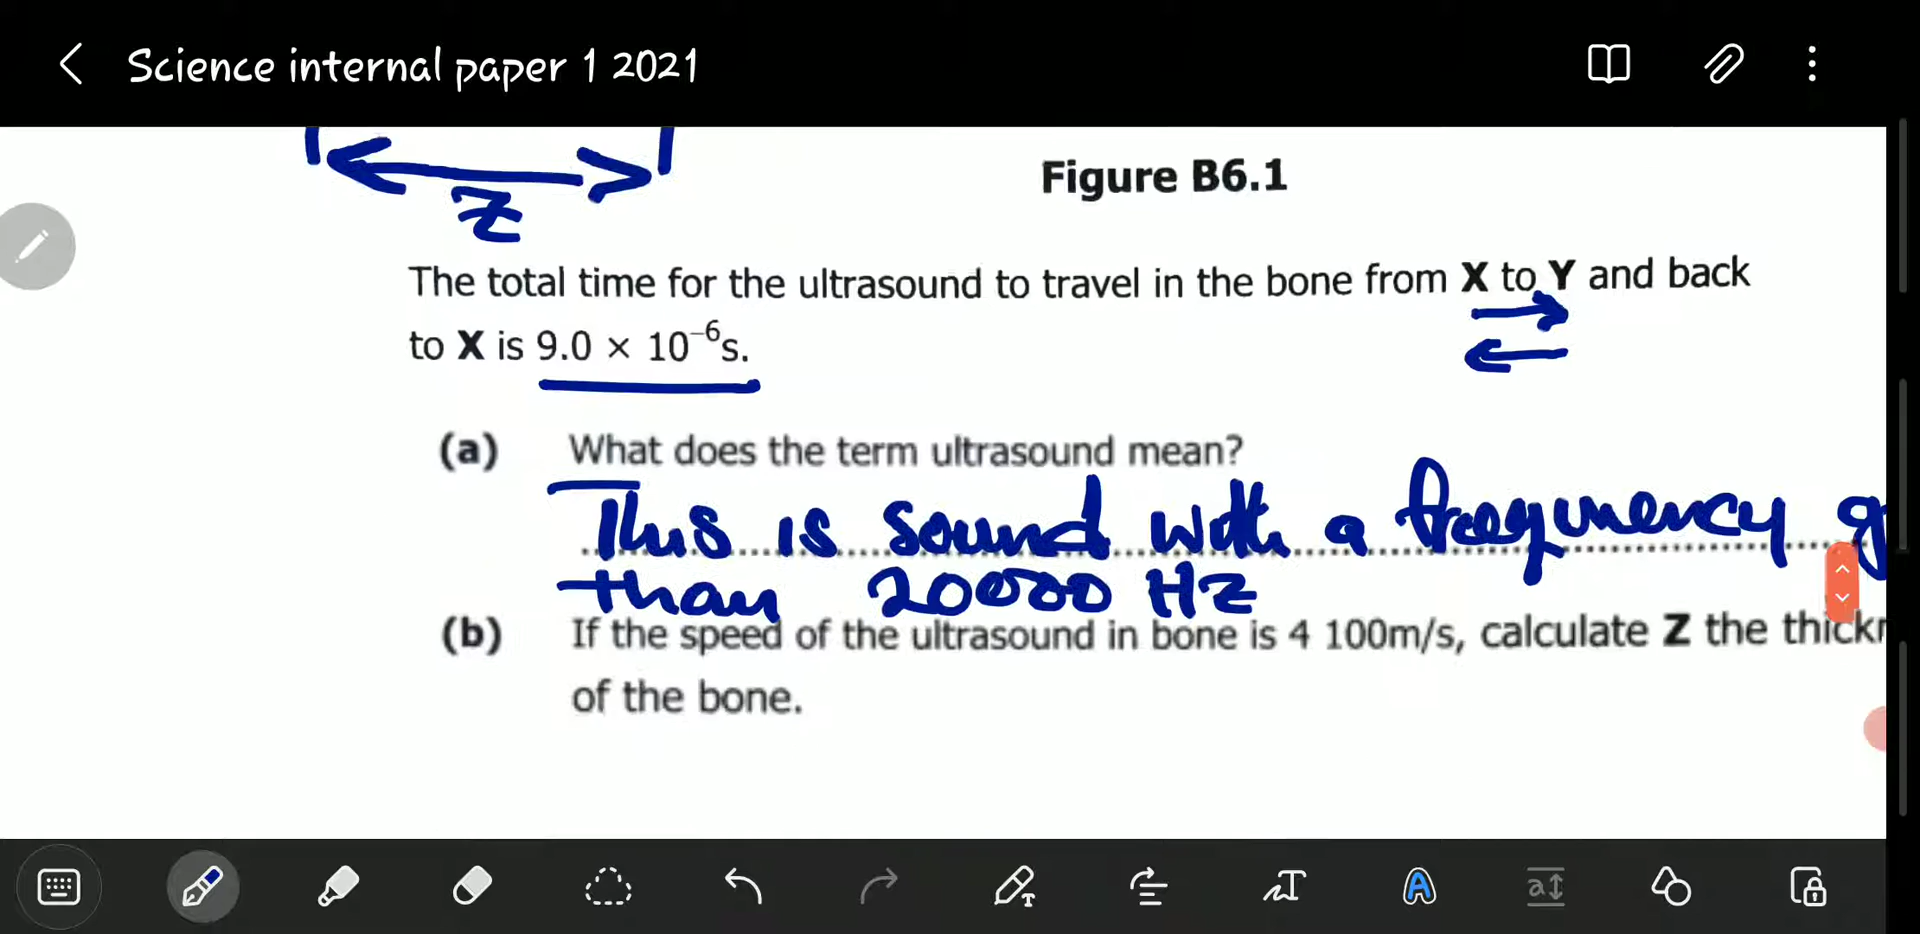 Science internal paper 1 2021
Z
Figure B6.1
The total time for the ultrasound to travel in the bone from X to Y and back
to X is 9.0 × 10⁻⁶s.
(a) What does the term ultrasound mean?
This is sound with a frequency g
than 20000 Hz
(b) If the speed of the ultrasound in bone is 4 100m/s, calculate Z the thick
of the bone.